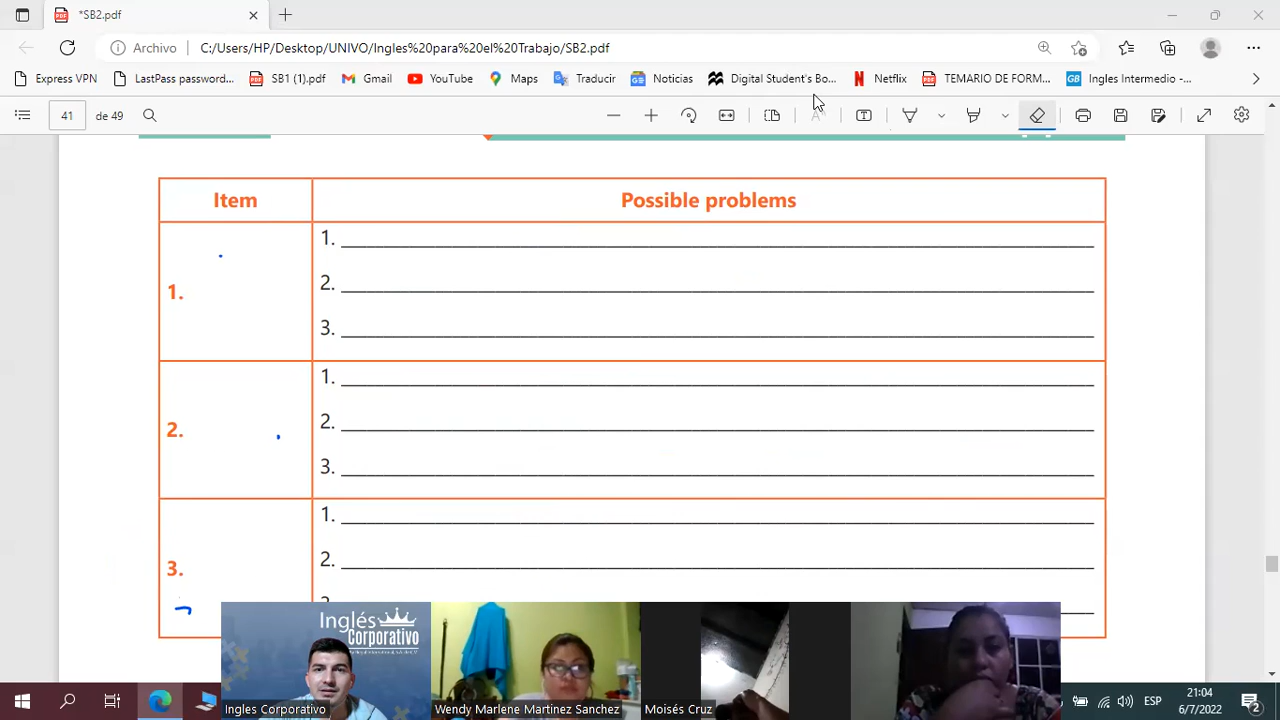 *SB2.pdf
Archivo C:/Users/HP/Desktop/UNIVO/Ingles%20para%20el%20Trabajo/SB2.pdf
Express VPN LastPass password... SB1 (1).pdf Gmail YouTube Maps Traducir Noticias Digital Student's Bo... Netflix TEMARIO DE FORM... GB Ingles Intermedio -...
41 de 49
Item Possible problems
1.
1.
2.
3.
2.
1.
2.
3.
3.
1.
2.
Inglés
Corporativo
Ingles Corporativo Wendy Marlene Martinez Sanchez Moisés Cruz
ESP 21:04
6/7/2022 2